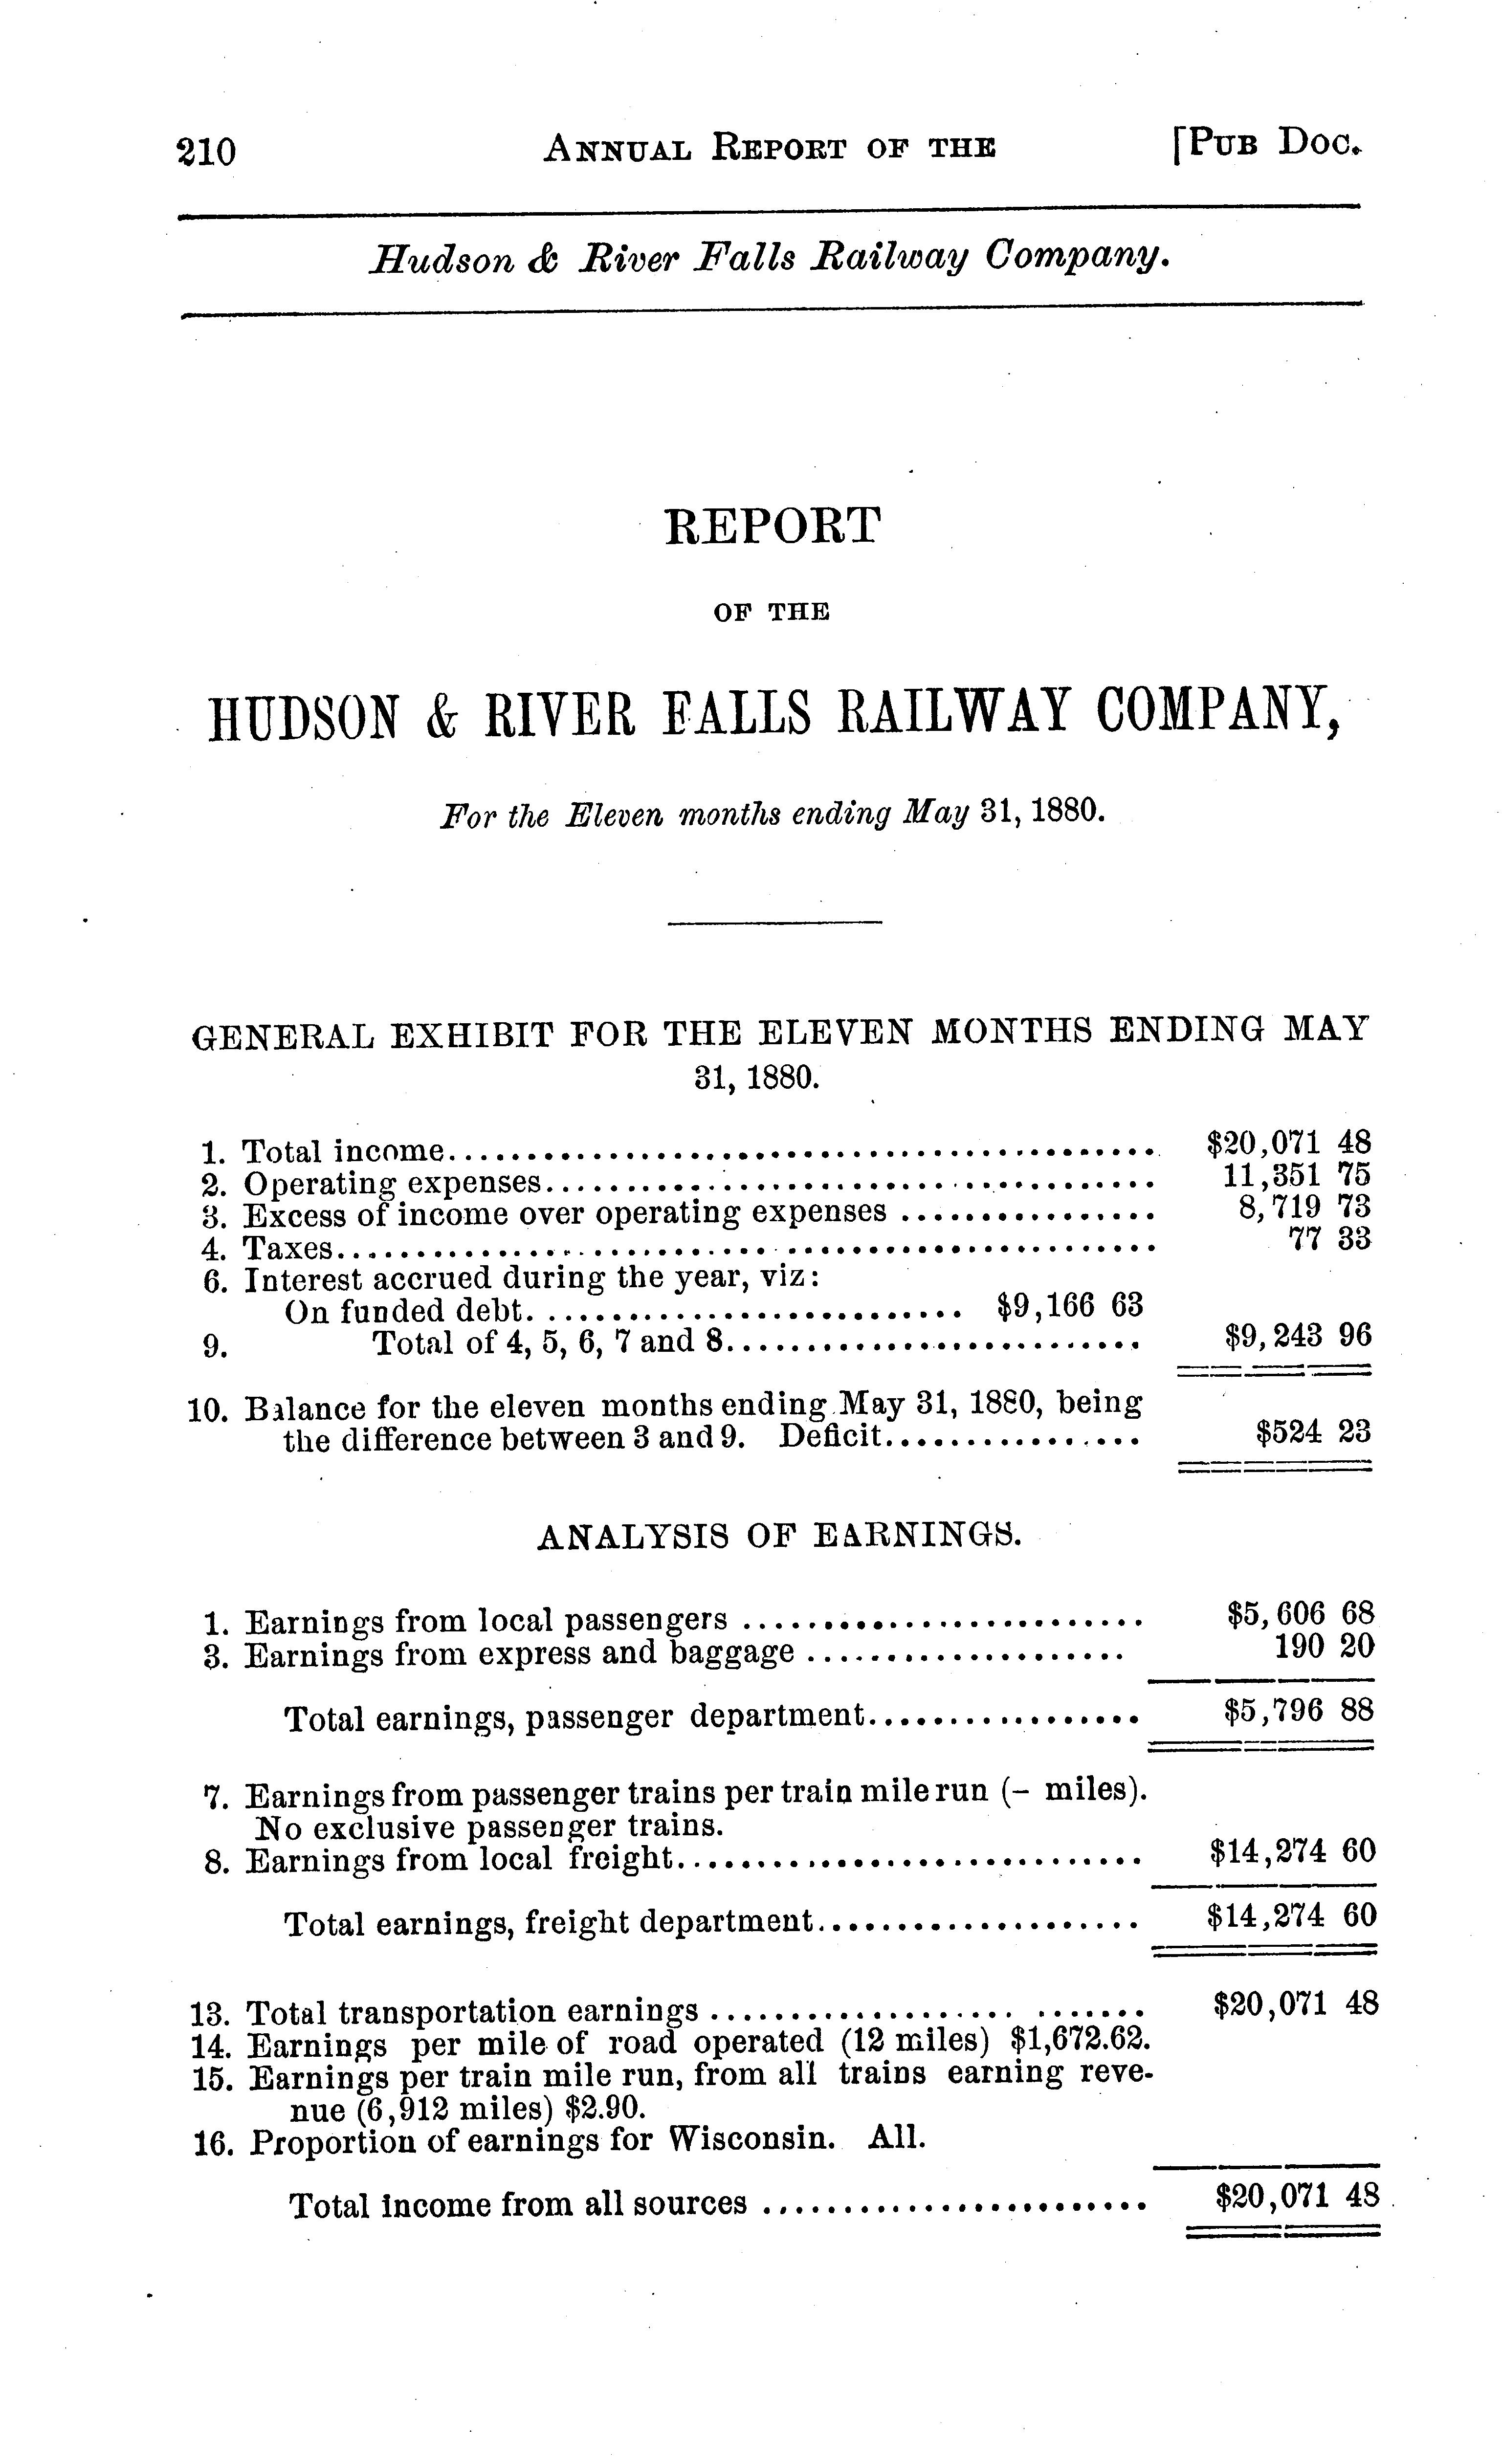 210 ANNUAL REPORT OF THE [PUB DOC.
Hudson & River Falls Railway Company.
REPORT
OF THE
HUDSON & RIVER FALLS RAILWAY COMPANY,
For the Eleven months ending May 31, 1880.
GENERAL EXHIBIT FOR THE ELEVEN MONTHS ENDING MAY
31, 1880.
1. Total income............................................ $20,071 48
2. Operating expenses...................................... 11,351 75
3. Excess of income over operating expenses ................ 8,719 73
4. Taxes................................................... 77 33
6. Interest accrued during the year, viz:
On funded debt. .......................... $9,166 63
9. Total of 4, 5, 6, 7 and 8.......................... $9,243 96
10. Balance for the eleven months ending May 31, 1880, being
the difference between 3 and 9. Deficit................ $524 23
ANALYSIS OF EARNINGS.
1. Earnings from local passengers ......................... $5,606 68
3. Earnings from express and baggage .................... 190 20
Total earnings, passenger department................. $5,796 88
7. Earnings from passenger trains per train mile run (– miles).
No exclusive passenger trains.
8. Earnings from local freight............................. $14,274 60
Total earnings, freight department.................... $14,274 60
13. Total transportation earnings ................... ....... $20,071 48
14. Earnings per mile of road operated (12 miles) $1,672.62.
15. Earnings per train mile run, from all trains earning reve-
nue (6,912 miles) $2.90.
16. Proportion of earnings for Wisconsin. All.
Total income from all sources ........................ $20,071 48